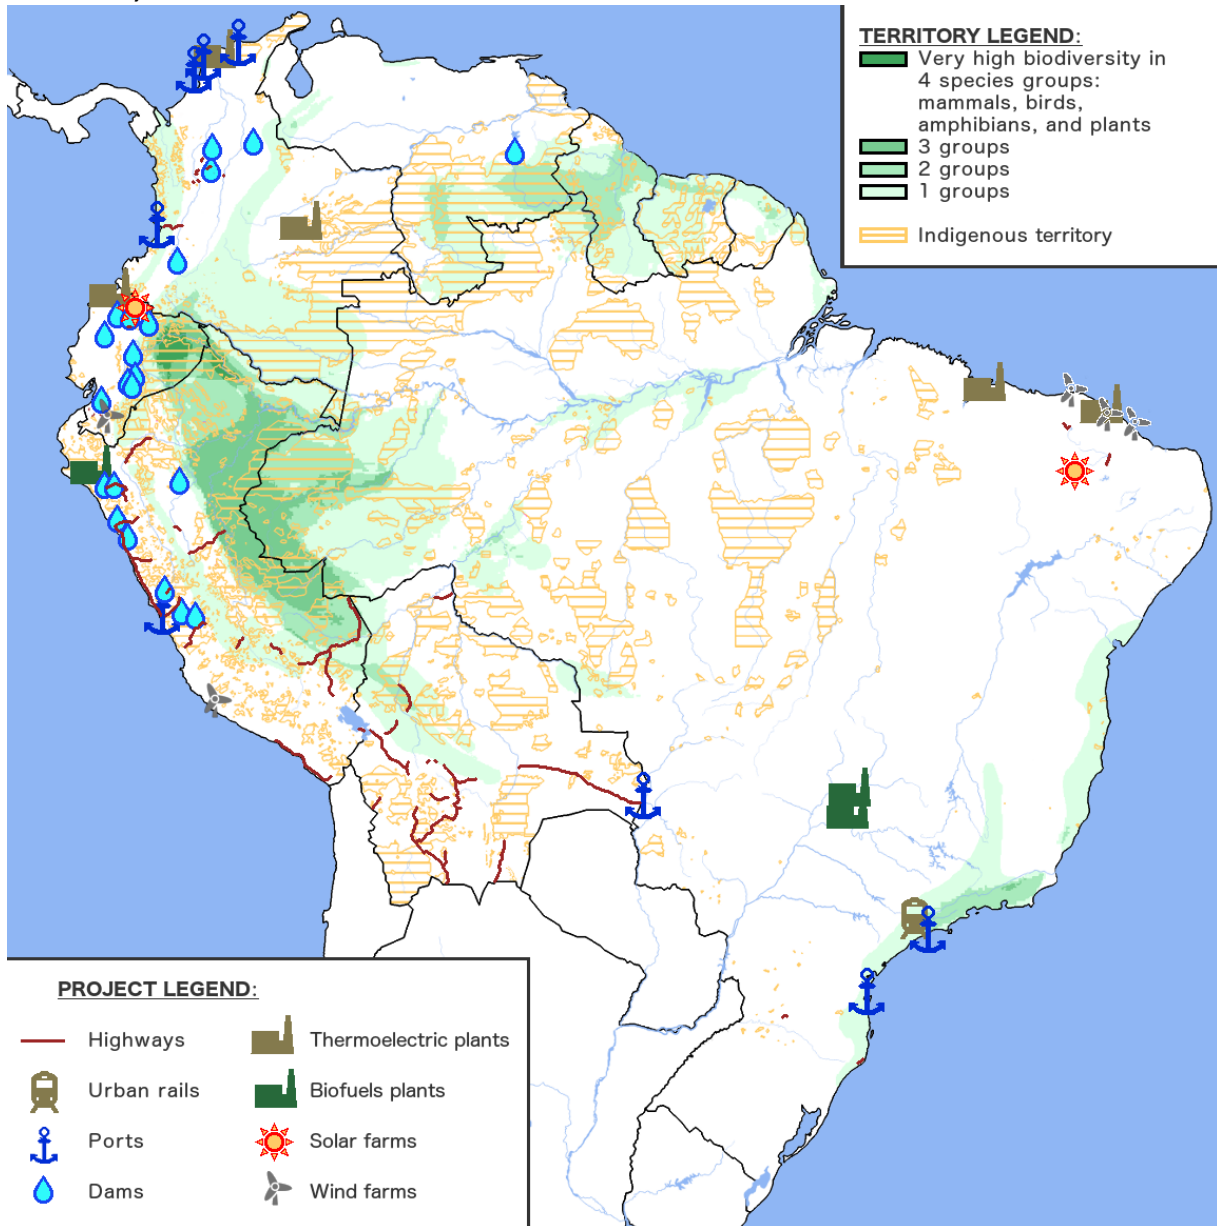 TERRITORY LEGEND:
Very high biodiversity in
4 species groups:
mammals, birds,
amphibians, and plants
3 groups
2 groups
1 groups
Indigenous territory
PROJECT LEGEND:
Highways
Thermoelectric plants
Urban rails
Biofuels plants
Ports
Solar farms
Dams
Wind farms